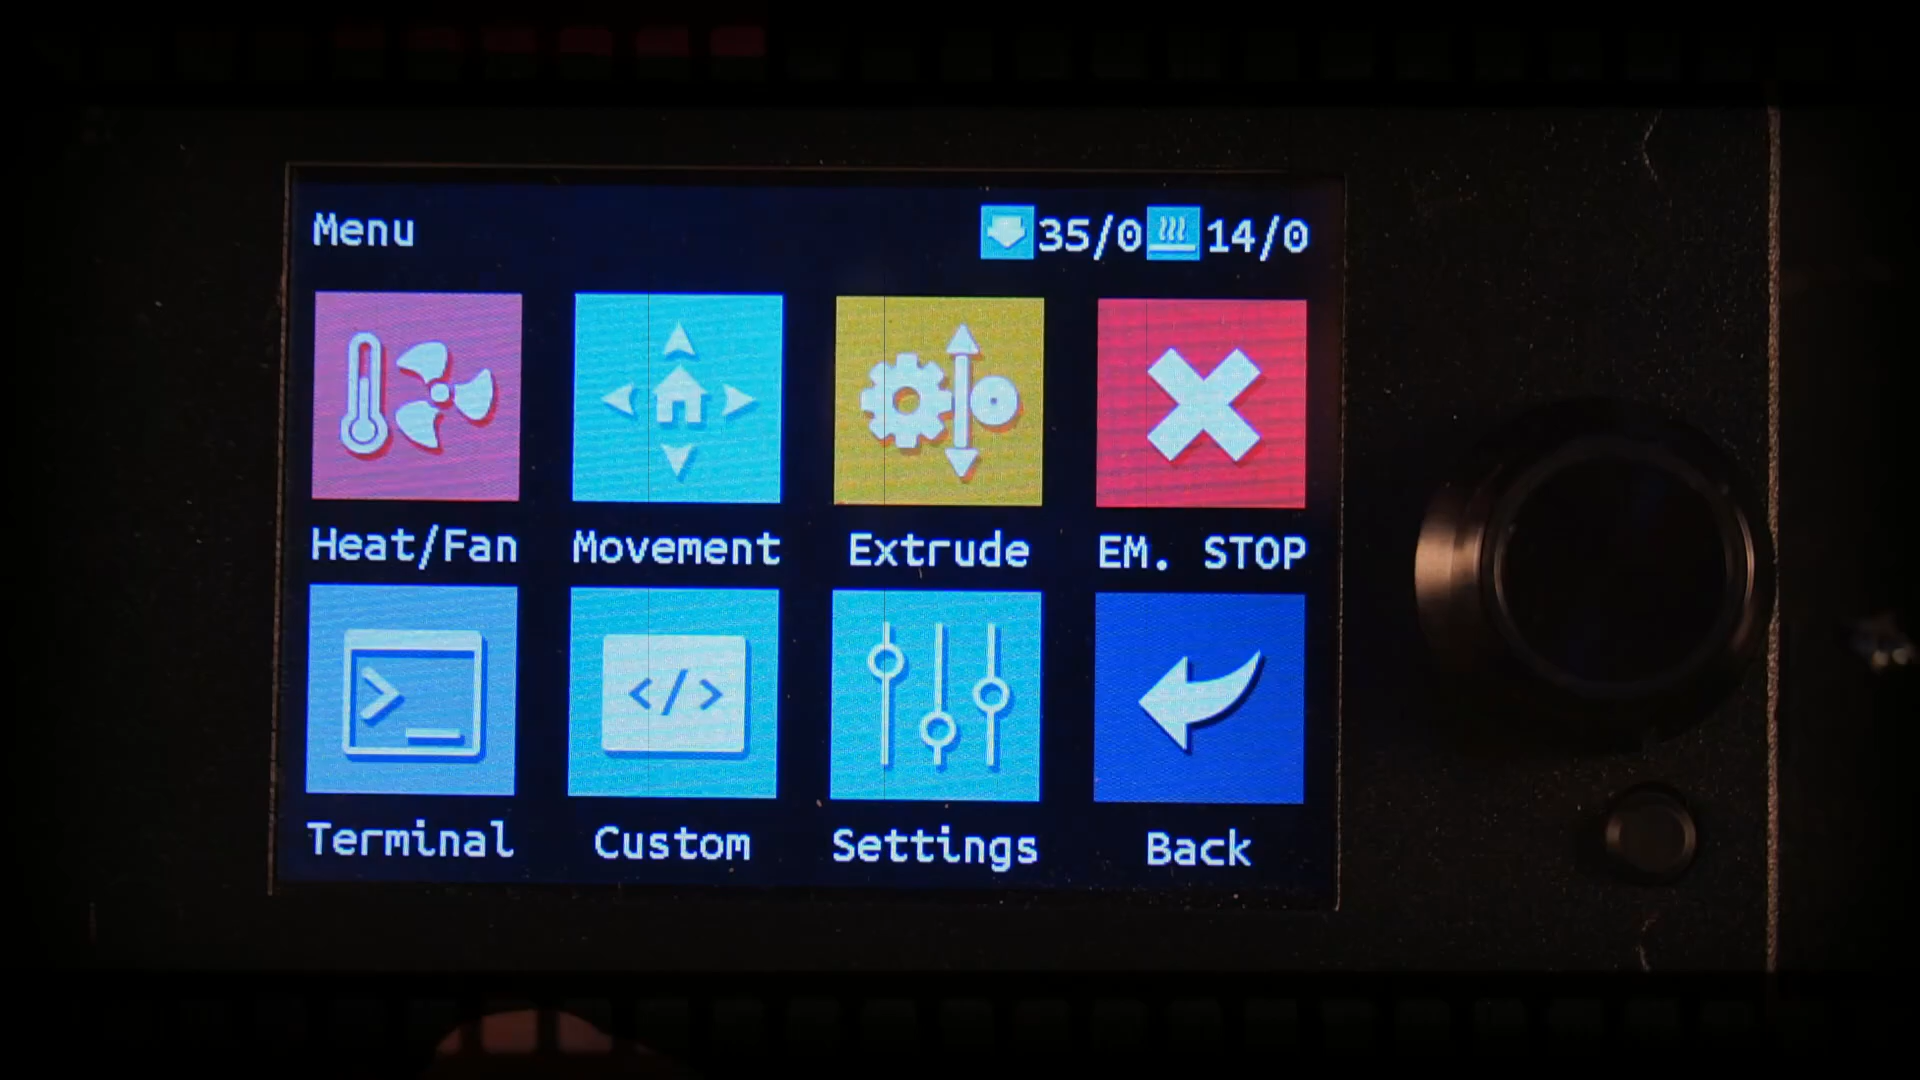 Menu 35/0 14/0
Heat/Fan Movement Extrude EM. STOP
>_ </>
Terminal Custom Settings Back